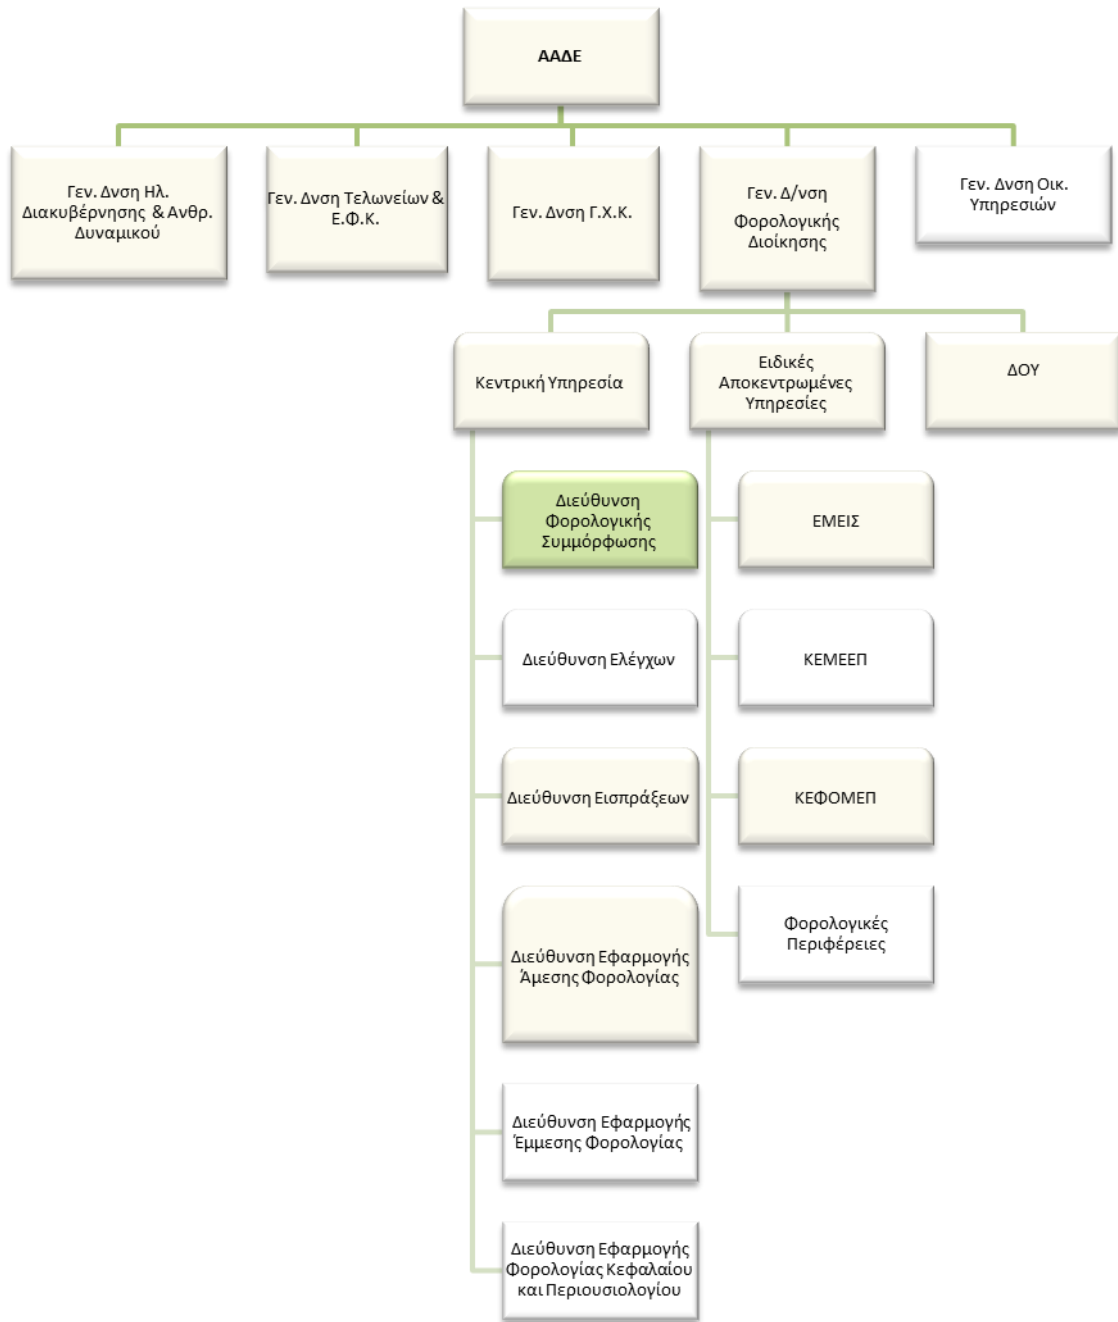 ΑΑΔΕ
Γεν. Δνση Ηλ.
Διακυβέρνησης & Ανθρ.
Δυναμικού
Γεν. Δνση Τελωνείων &
Ε.Φ.Κ.
Γεν. Δνση Γ.Χ.Κ.
Γεν. Δ/νση
Φορολογικής
Διοίκησης
Γεν. Δνση Οικ.
Υπηρεσιών
Κεντρική Υπηρεσία
Ειδικές
Αποκεντρωμένες
Υπηρεσίες
ΔΟΥ
Διεύθυνση
Φορολογικής
Συμμόρφωσης
Διεύθυνση Ελέγχων
Διεύθυνση Εισπράξεων
Διεύθυνση Εφαρμογής
Άμεσης Φορολογίας
Διεύθυνση Εφαρμογής
Έμμεσης Φορολογίας
Διεύθυνση Εφαρμογής
Φορολογίας Κεφαλαίου
και Περιουσιολογίου
ΕΜΕΙΣ
ΚΕΜΕΕΠ
ΚΕΦΟΜΕΠ
Φορολογικές
Περιφέρειες